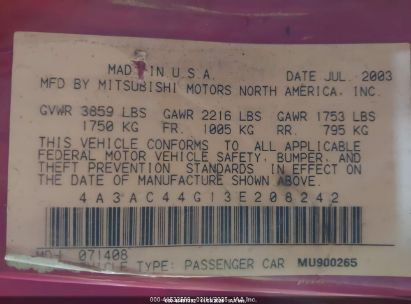 MADE IN U.S.A. DATE JUL. 2003
MFD BY MITSUBISHI MOTORS NORTH AMERICA, INC.
GVWR 3859 LBS GAWR 2216 LBS GAWR 1753 LBS
1750 KG FR. 1005 KG RR. 795 KG
THIS VEHICLE CONFORMS TO ALL APPLICABLE
FEDERAL MOTOR VEHICLE SAFETY, BUMPER, AND
THEFT PREVENTION STANDARDS IN EFFECT ON
THE DATE OF MANUFACTURE SHOWN ABOVE.
4A3AC44G13E208242
071408
VEHICLE TYPE: PASSENGER CAR MU900265